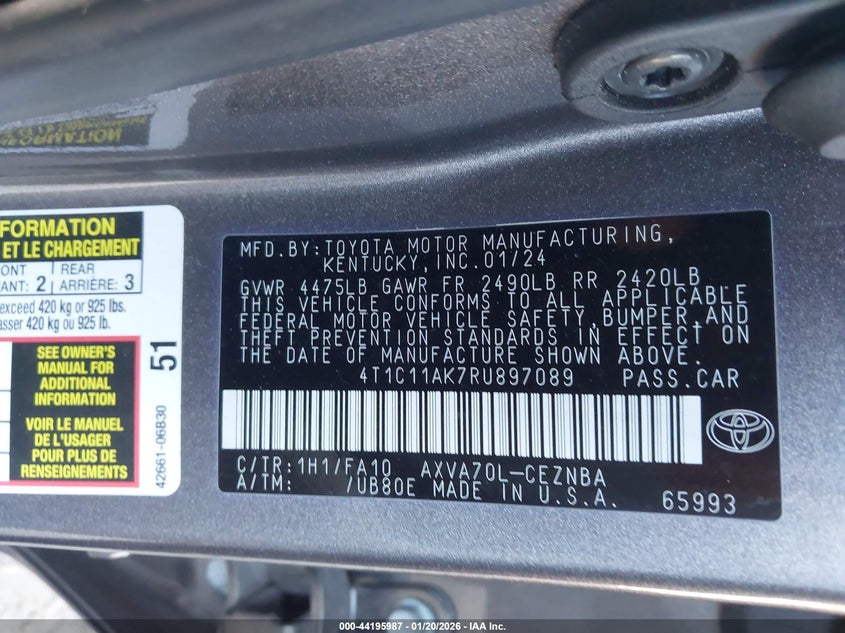 FORMATION
ET LE CHARGEMENT
REAR
2 ARRIÈRE: 3
exceed 420 kg or 925 lbs.
420 kg ou 925 lb.
SEE OWNER'S
MANUAL FOR
ADDITIONAL
INFORMATION
VOIR LE MANUEL
DE L'USAGER
POUR PLUS DE
RENSEIGNEMENTS
51
42661-06B30
MFD.BY:TOYOTA MOTOR MANUFACTURING,
KENTUCKY,INC.01/24
GVWR 4475LB GAWR FR 2490LB RR 2420LB
THIS VEHICLE CONFORMS TO ALL APPLICABLE
FEDERAL MOTOR VEHICLE SAFETY,BUMPER,AND
THEFT PREVENTION STANDARDS IN EFFECT ON
THE DATE OF MANUFACTURE SHOWN ABOVE.
4T1C11AK7RU897089 PASS.CAR
C/TR:1H1/FA10 AXVA70L-CEZNBA
A/TM: /UB80E MADE IN U.S.A. 65993
000-44195987 - 01/20/2026 - IAA Inc.